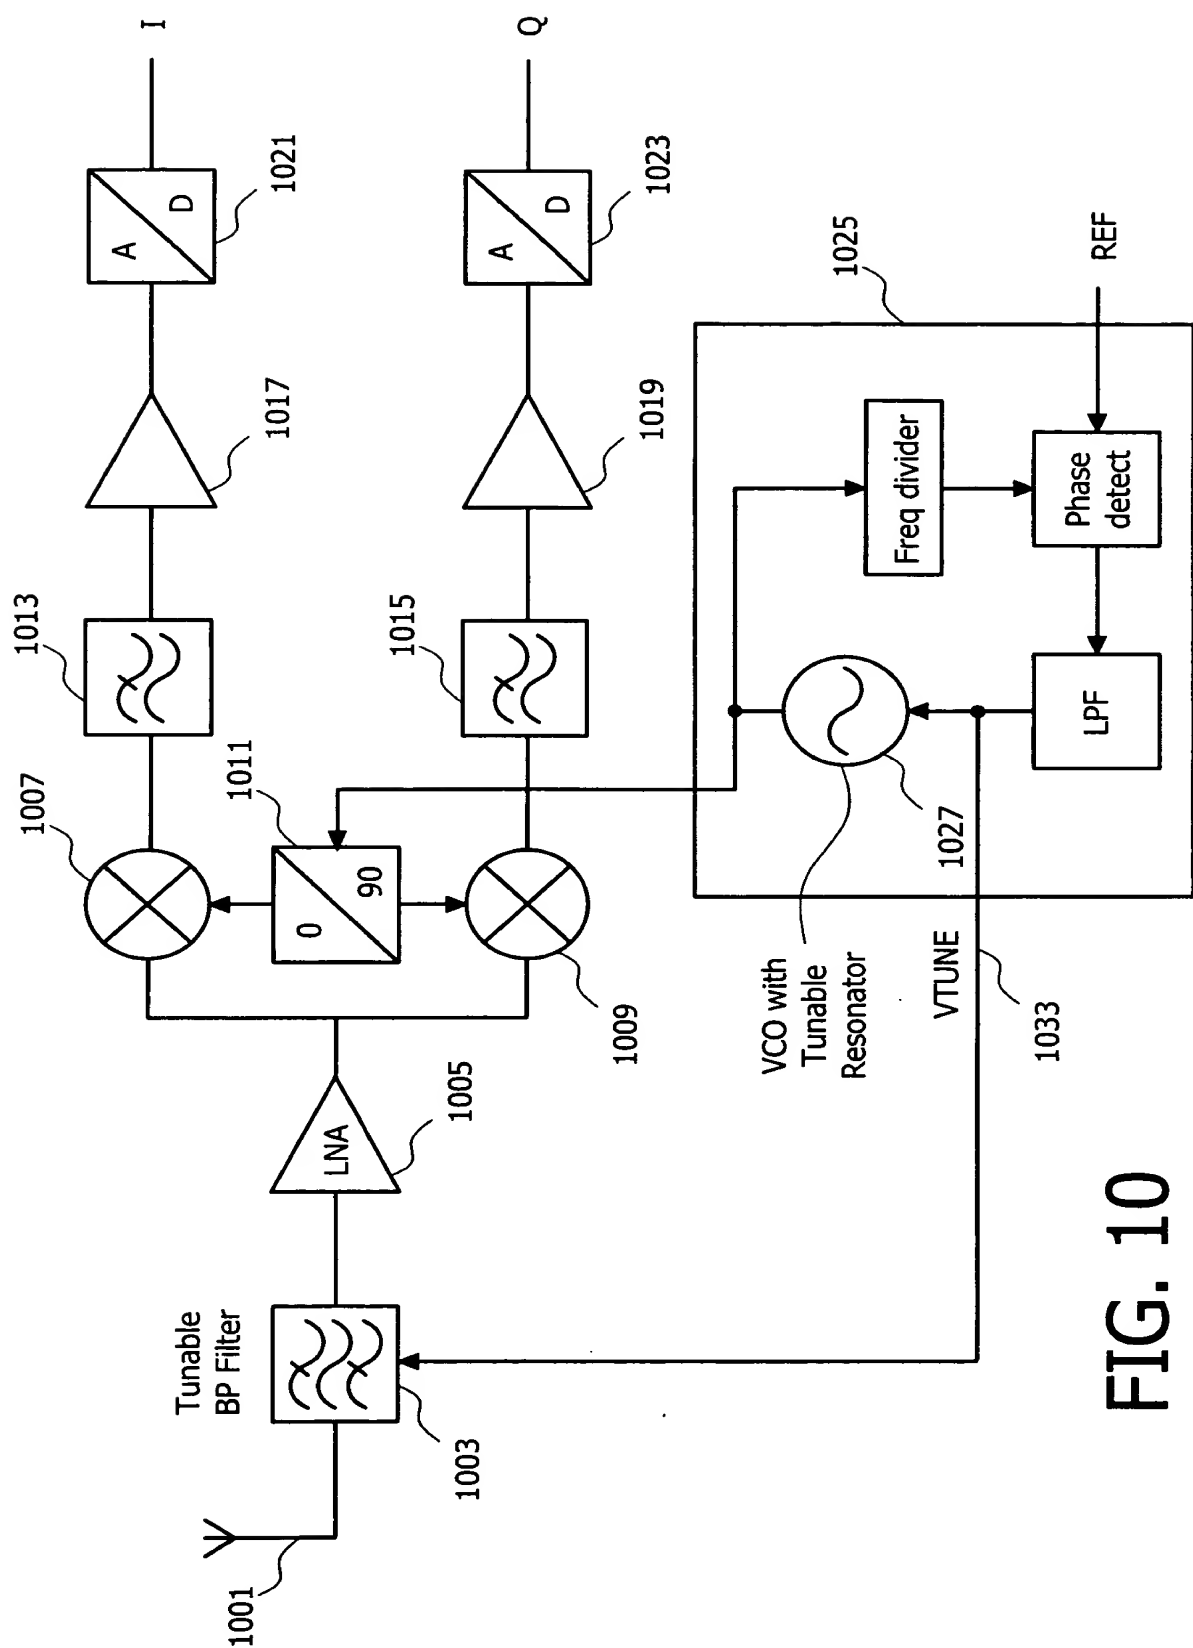 I
Q
A
D
1021
A
D
1023
1017
1019
1013
1015
1007
1011
0
90
1009
LNA
1005
Tunable
BP Filter
1003
1001
1025
REF
Freq divider
Phase
detect
LPF
1027
VCO with
Tunable
Resonator
VTUNE
1033
FIG. 10